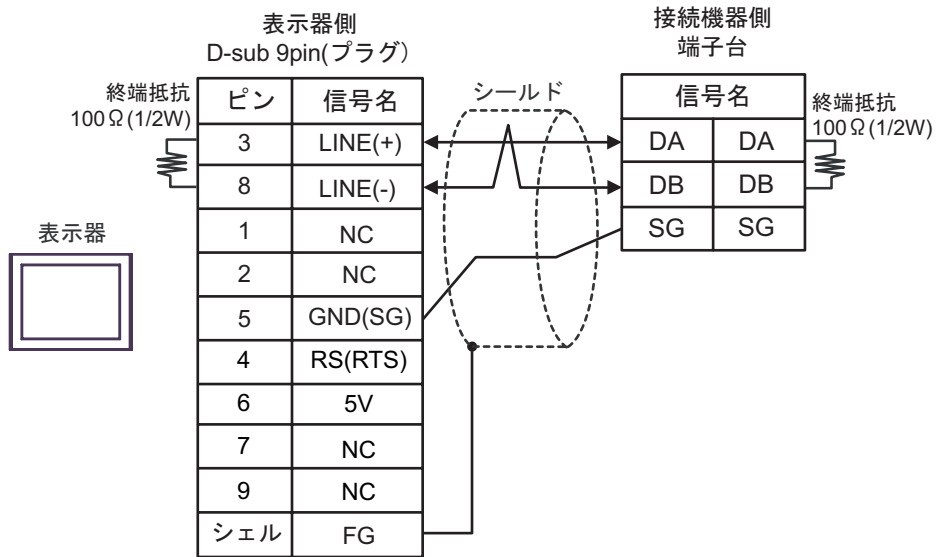 表示器側
D-sub 9pin(プラグ)
接続機器側
端子台
終端抵抗
100Ω(1/2W)
ピン 信号名
シールド
信号名
終端抵抗
100Ω(1/2W)
3 LINE(+)
DA DA
8 LINE(-)
DB DB
1 NC
SG SG
表示器
2 NC
5 GND(SG)
4 RS(RTS)
6 5V
7 NC
9 NC
シェル FG